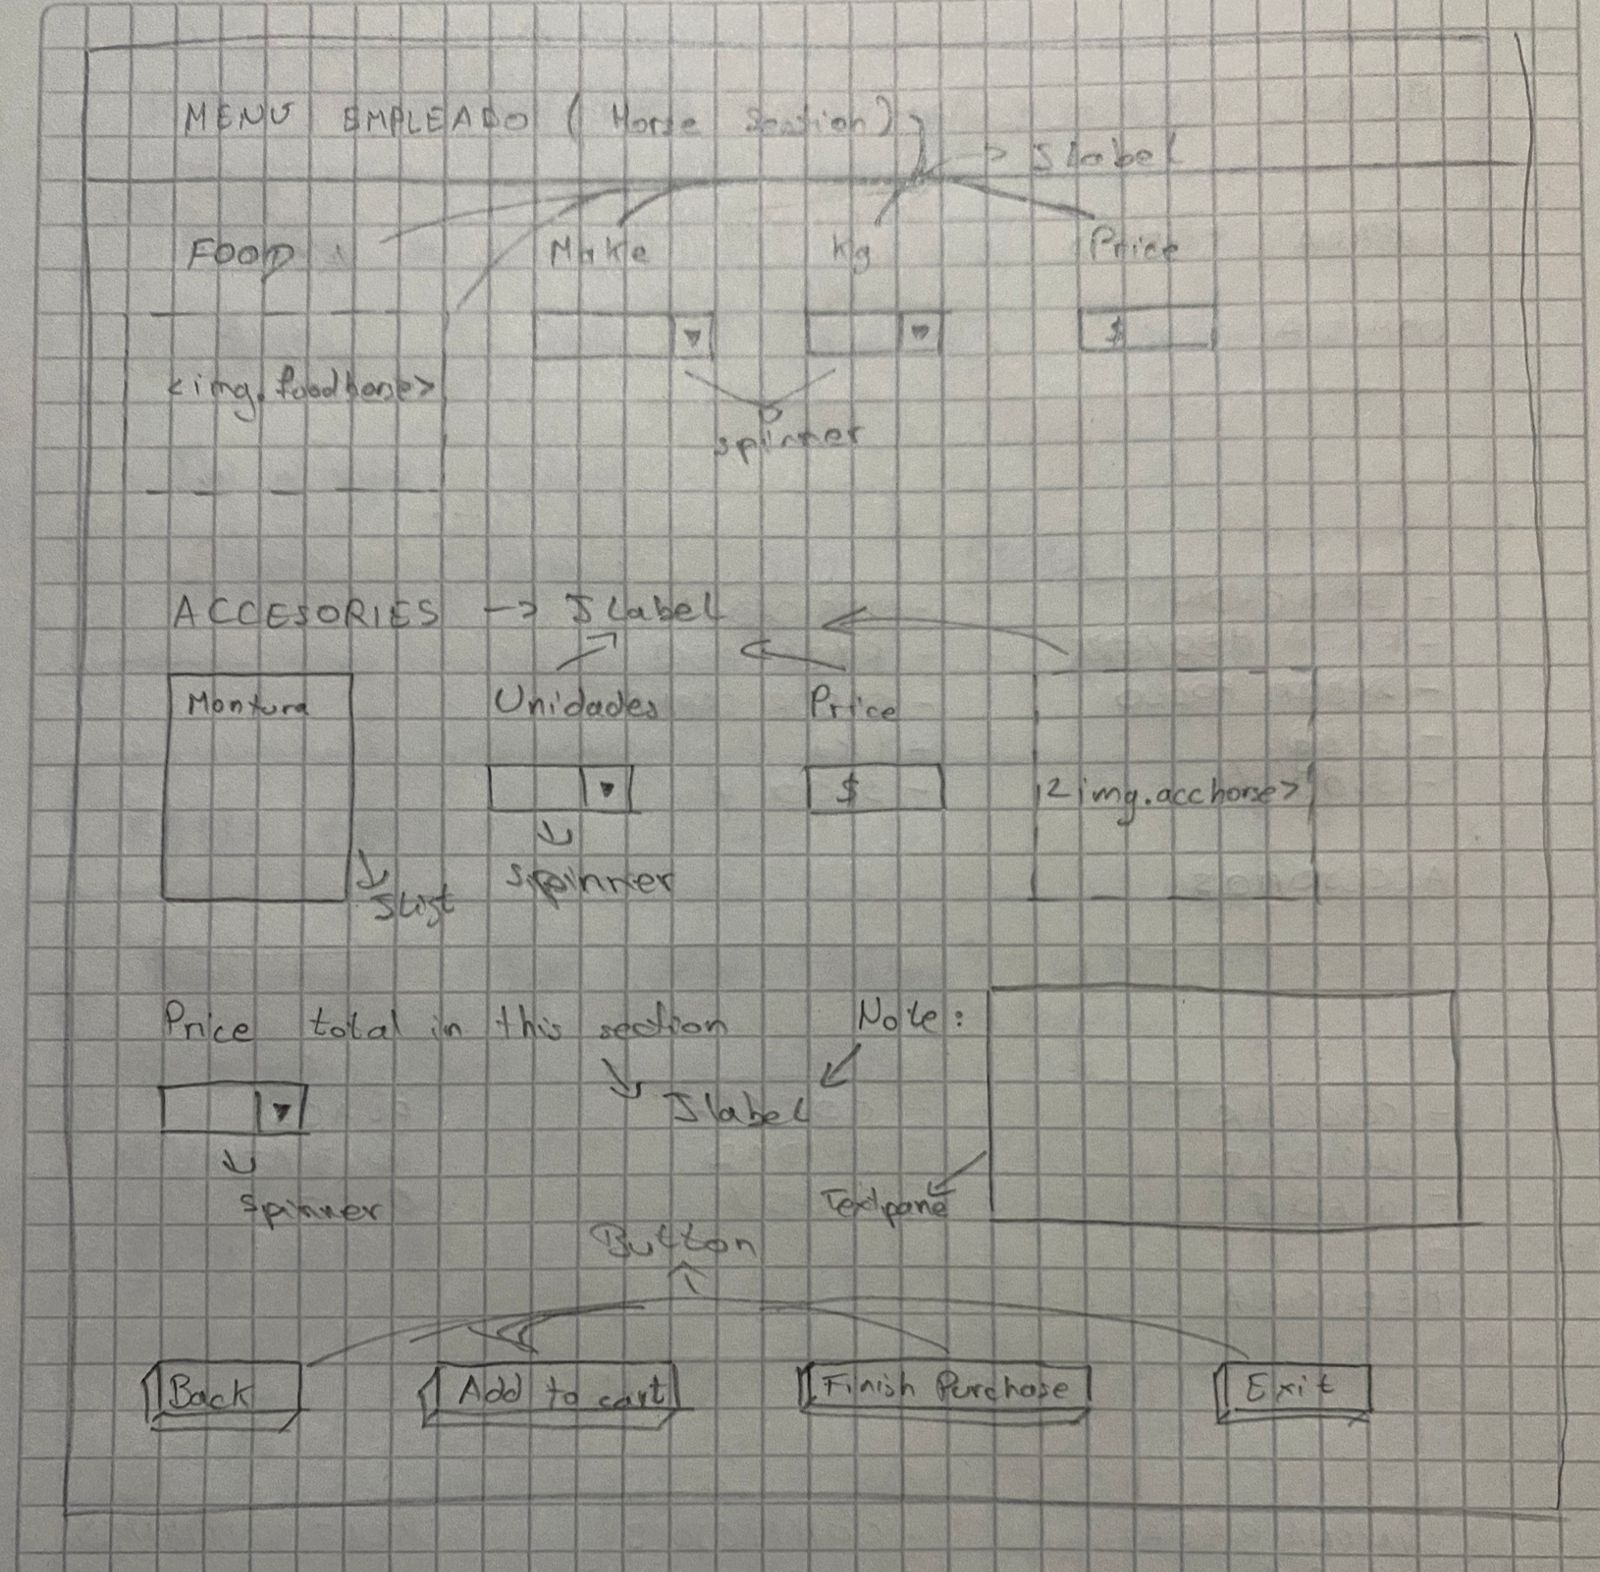 MENU EMPLEADO (Horse Section)
-> Jlabel
FOOD Make Kg Price
$
<img.foodhorse>
spinner
ACCESORIES -> JLabel
Montura Unidades Price
$ <img.acchorse>
spinner
JList
Price total in this section Note:
Jlabel
spinner Textpane
Button
Back Add to cart Finish Purchase Exit